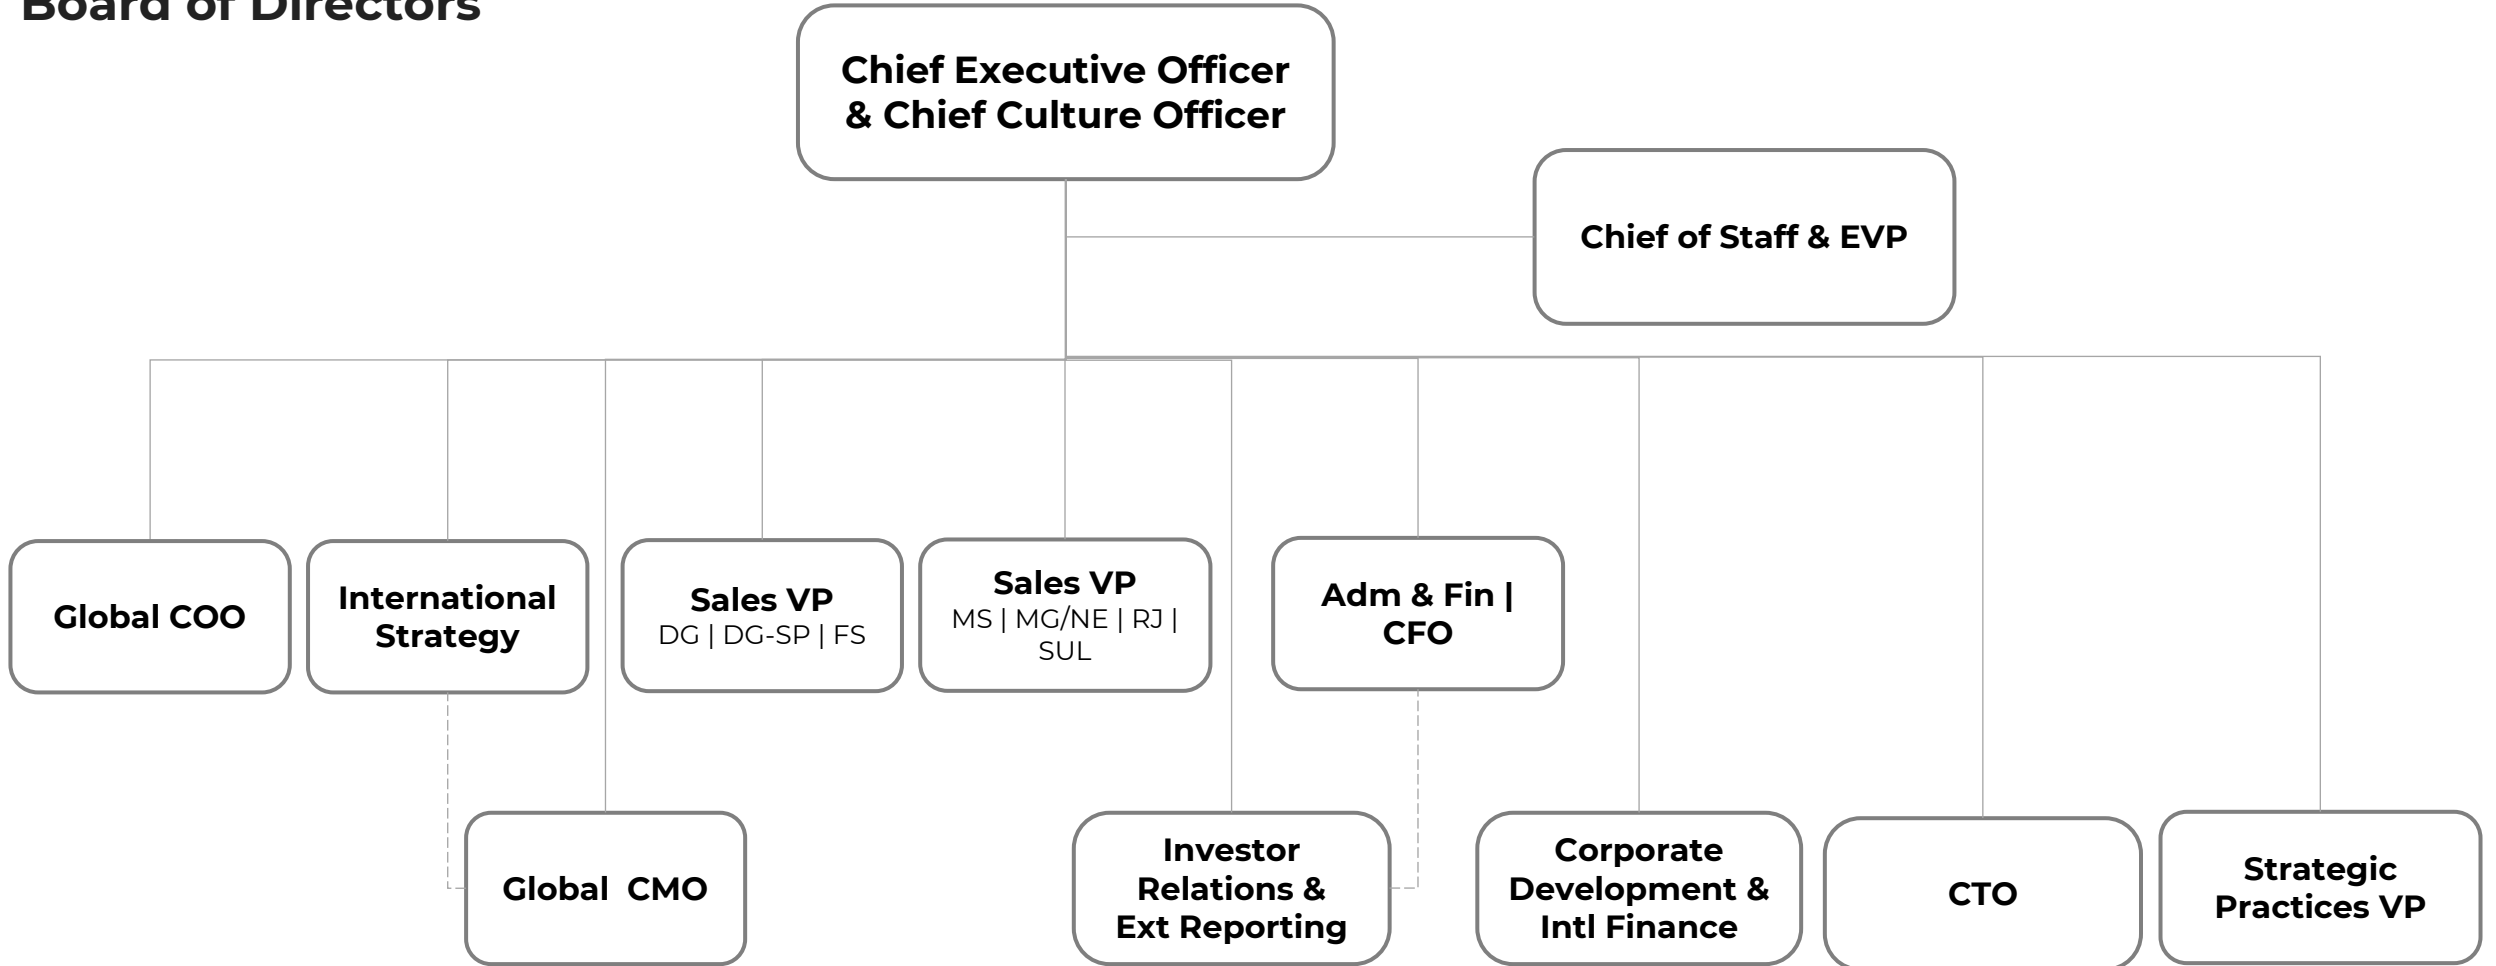 Board of Directors
Chief Executive Officer
& Chief Culture Officer
Chief of Staff & EVP
Global COO
International
Strategy
Sales VP
DG | DG-SP | FS
Sales VP
MS | MG/NE | RJ |
SUL
Adm & Fin |
CFO
Global  CMO
Investor
Relations &
Ext Reporting
Corporate
Development &
Intl Finance
CTO
Strategic
Practices VP